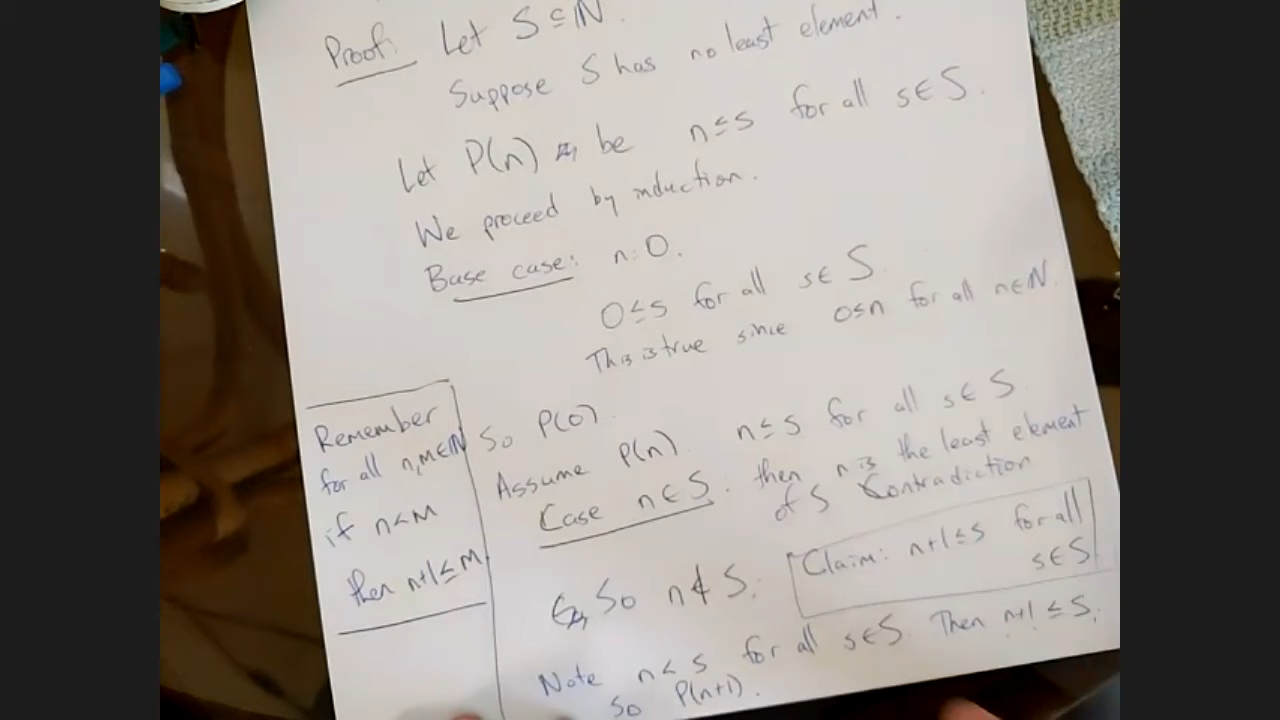 Proof: Let S ⊆ ℕ.
Suppose S has no least element.
Let P(n) be n ≤ s for all s ∈ S.
We proceed by induction.
Base case: n = 0.
0 ≤ s for all s ∈ S.
This is true since 0 ≤ n for all n ∈ ℕ.
So P(0).
Assume P(n) n ≤ s for all s ∈ S.
Case n ∈ S: then n is the least element
of S Contradiction
So n ∉ S.
Claim: n+1 ≤ s for all
s ∈ S
Note n < s for all s ∈ S. Then n+1 ≤ s.
So P(n+1).
Remember
for all n, m ∈ ℕ
if n < m
then n+1 ≤ m